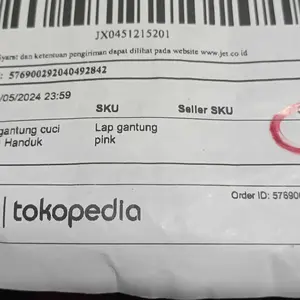 JX0451215201
Syarat dan ketentuan pengiriman dapat dilihat pada website www.jet.co.id
: 576900292040492842
/05/2024 23:59
SKU Seller SKU
gantung cuci Lap gantung
Handuk pink
tokopedia
Order ID: 57690